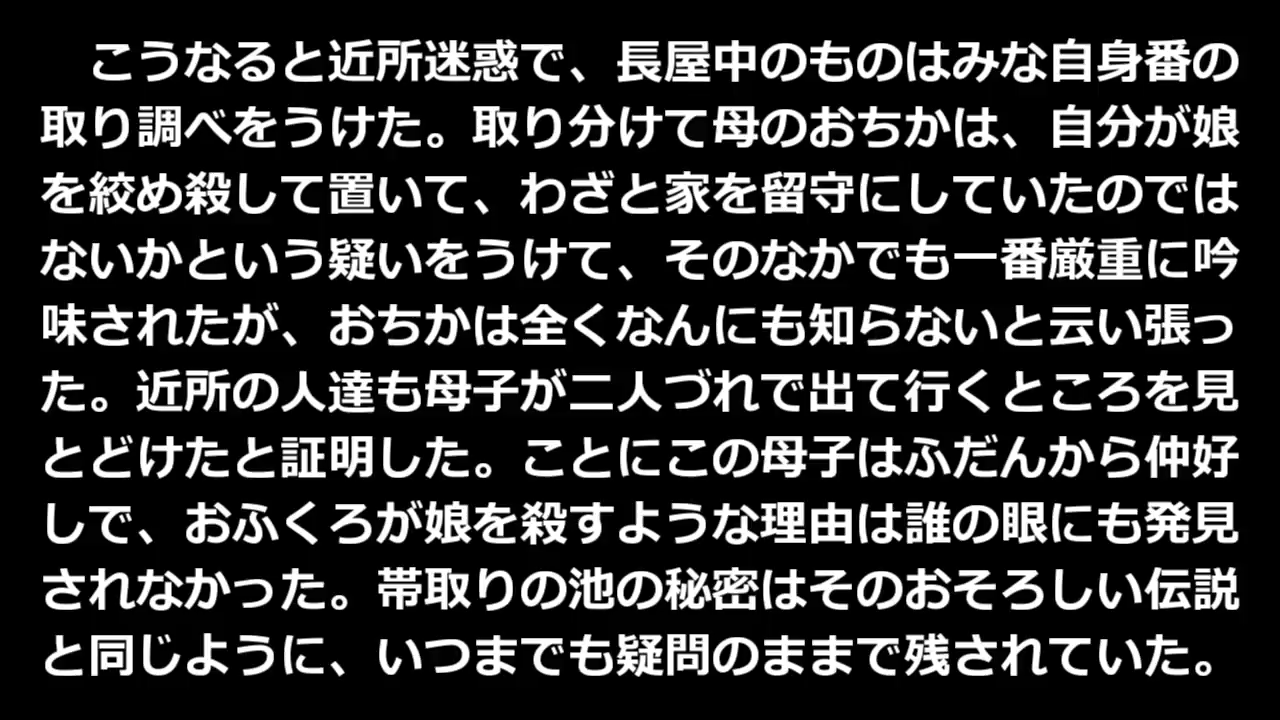 こうなると近所迷惑で、長屋中のものはみな自身番の
取り調べをうけた。取り分けて母のおちかは、自分が娘
を絞め殺して置いて、わざと家を留守にしていたのでは
ないかという疑いをうけて、そのなかでも一番厳重に吟
味されたが、おちかは全くなんにも知らないと云い張っ
た。近所の人達も母子が二人づれで出て行くところを見
とどけたと証明した。ことにこの母子はふだんから仲好
しで、おふくろが娘を殺すような理由は誰の眼にも発見
されなかった。帯取りの池の秘密はそのおそろしい伝説
と同じように、いつまでも疑問のままで残されていた。